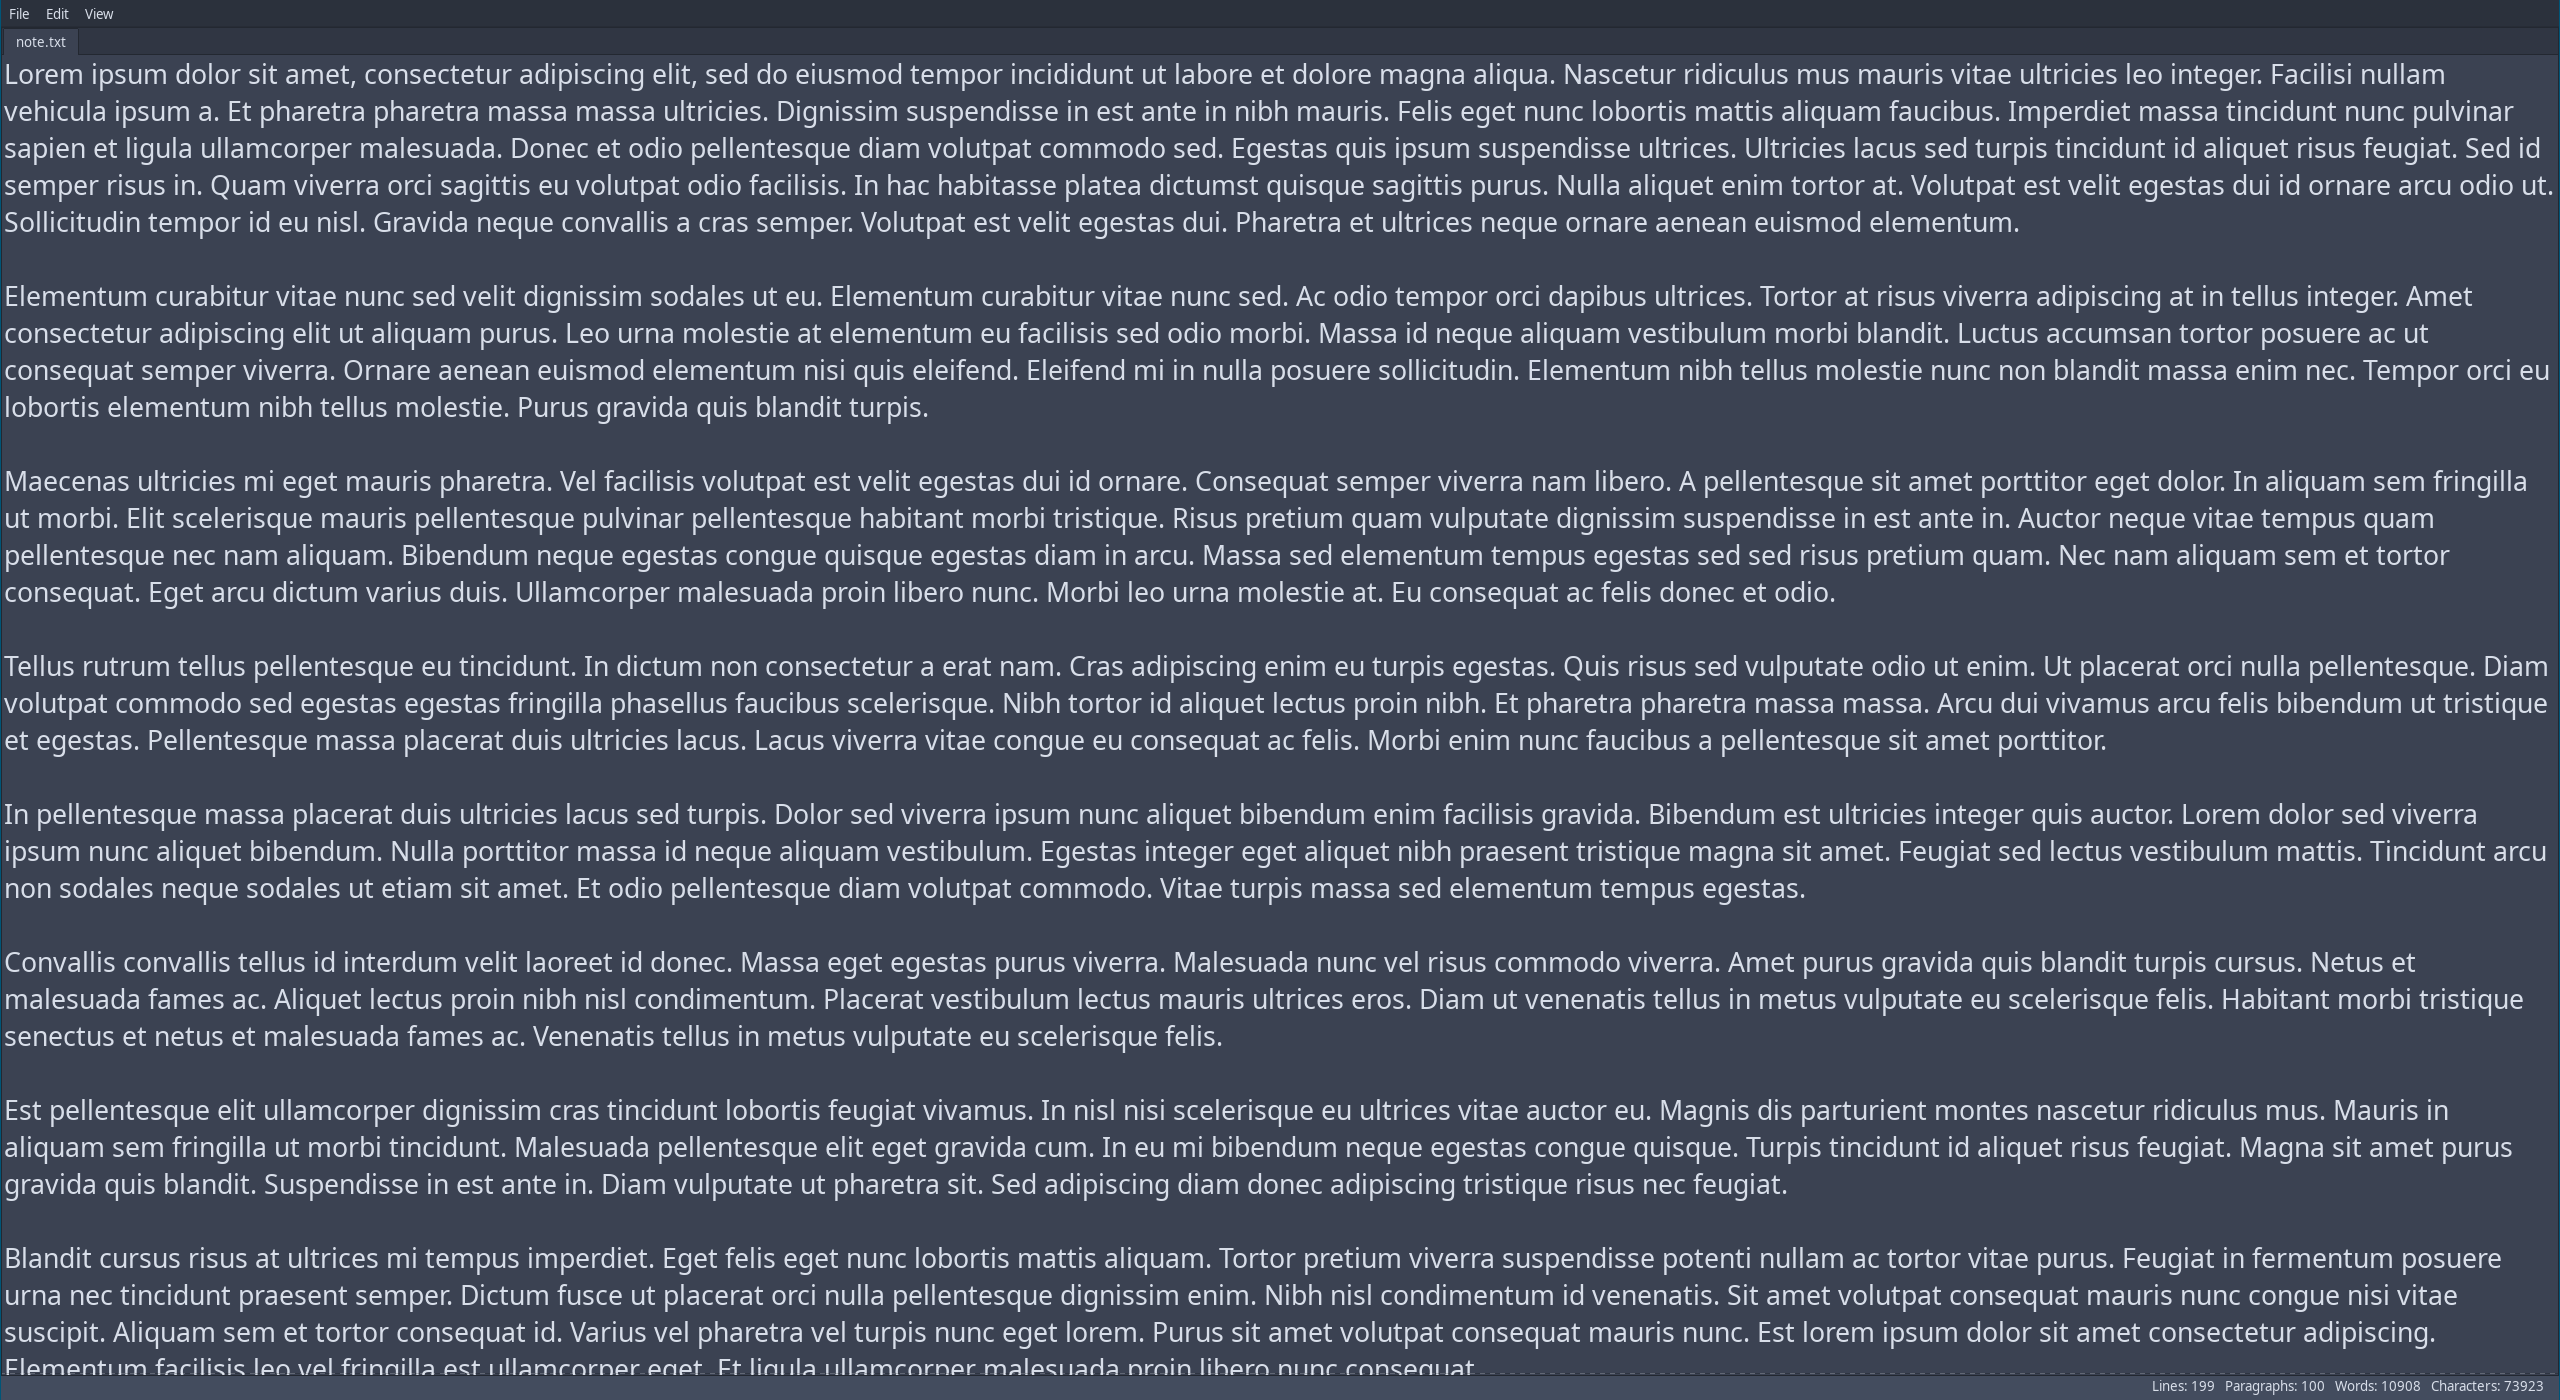 File Edit View
note.txt
Lorem ipsum dolor sit amet, consectetur adipiscing elit, sed do eiusmod tempor incididunt ut labore et dolore magna aliqua. Nascetur ridiculus mus mauris vitae ultricies leo integer. Facilisi nullam
vehicula ipsum a. Et pharetra pharetra massa massa ultricies. Dignissim suspendisse in est ante in nibh mauris. Felis eget nunc lobortis mattis aliquam faucibus. Imperdiet massa tincidunt nunc pulvinar
sapien et ligula ullamcorper malesuada. Donec et odio pellentesque diam volutpat commodo sed. Egestas quis ipsum suspendisse ultrices. Ultricies lacus sed turpis tincidunt id aliquet risus feugiat. Sed id
semper risus in. Quam viverra orci sagittis eu volutpat odio facilisis. In hac habitasse platea dictumst quisque sagittis purus. Nulla aliquet enim tortor at. Volutpat est velit egestas dui id ornare arcu odio ut.
Sollicitudin tempor id eu nisl. Gravida neque convallis a cras semper. Volutpat est velit egestas dui. Pharetra et ultrices neque ornare aenean euismod elementum.
Elementum curabitur vitae nunc sed velit dignissim sodales ut eu. Elementum curabitur vitae nunc sed. Ac odio tempor orci dapibus ultrices. Tortor at risus viverra adipiscing at in tellus integer. Amet
consectetur adipiscing elit ut aliquam purus. Leo urna molestie at elementum eu facilisis sed odio morbi. Massa id neque aliquam vestibulum morbi blandit. Luctus accumsan tortor posuere ac ut
consequat semper viverra. Ornare aenean euismod elementum nisi quis eleifend. Eleifend mi in nulla posuere sollicitudin. Elementum nibh tellus molestie nunc non blandit massa enim nec. Tempor orci eu
lobortis elementum nibh tellus molestie. Purus gravida quis blandit turpis.
Maecenas ultricies mi eget mauris pharetra. Vel facilisis volutpat est velit egestas dui id ornare. Consequat semper viverra nam libero. A pellentesque sit amet porttitor eget dolor. In aliquam sem fringilla
ut morbi. Elit scelerisque mauris pellentesque pulvinar pellentesque habitant morbi tristique. Risus pretium quam vulputate dignissim suspendisse in est ante in. Auctor neque vitae tempus quam
pellentesque nec nam aliquam. Bibendum neque egestas congue quisque egestas diam in arcu. Massa sed elementum tempus egestas sed sed risus pretium quam. Nec nam aliquam sem et tortor
consequat. Eget arcu dictum varius duis. Ullamcorper malesuada proin libero nunc. Morbi leo urna molestie at. Eu consequat ac felis donec et odio.
Tellus rutrum tellus pellentesque eu tincidunt. In dictum non consectetur a erat nam. Cras adipiscing enim eu turpis egestas. Quis risus sed vulputate odio ut enim. Ut placerat orci nulla pellentesque. Diam
volutpat commodo sed egestas egestas fringilla phasellus faucibus scelerisque. Nibh tortor id aliquet lectus proin nibh. Et pharetra pharetra massa massa. Arcu dui vivamus arcu felis bibendum ut tristique
et egestas. Pellentesque massa placerat duis ultricies lacus. Lacus viverra vitae congue eu consequat ac felis. Morbi enim nunc faucibus a pellentesque sit amet porttitor.
In pellentesque massa placerat duis ultricies lacus sed turpis. Dolor sed viverra ipsum nunc aliquet bibendum enim facilisis gravida. Bibendum est ultricies integer quis auctor. Lorem dolor sed viverra
ipsum nunc aliquet bibendum. Nulla porttitor massa id neque aliquam vestibulum. Egestas integer eget aliquet nibh praesent tristique magna sit amet. Feugiat sed lectus vestibulum mattis. Tincidunt arcu
non sodales neque sodales ut etiam sit amet. Et odio pellentesque diam volutpat commodo. Vitae turpis massa sed elementum tempus egestas.
Convallis convallis tellus id interdum velit laoreet id donec. Massa eget egestas purus viverra. Malesuada nunc vel risus commodo viverra. Amet purus gravida quis blandit turpis cursus. Netus et
malesuada fames ac. Aliquet lectus proin nibh nisl condimentum. Placerat vestibulum lectus mauris ultrices eros. Diam ut venenatis tellus in metus vulputate eu scelerisque felis. Habitant morbi tristique
senectus et netus et malesuada fames ac. Venenatis tellus in metus vulputate eu scelerisque felis.
Est pellentesque elit ullamcorper dignissim cras tincidunt lobortis feugiat vivamus. In nisl nisi scelerisque eu ultrices vitae auctor eu. Magnis dis parturient montes nascetur ridiculus mus. Mauris in
aliquam sem fringilla ut morbi tincidunt. Malesuada pellentesque elit eget gravida cum. In eu mi bibendum neque egestas congue quisque. Turpis tincidunt id aliquet risus feugiat. Magna sit amet purus
gravida quis blandit. Suspendisse in est ante in. Diam vulputate ut pharetra sit. Sed adipiscing diam donec adipiscing tristique risus nec feugiat.
Blandit cursus risus at ultrices mi tempus imperdiet. Eget felis eget nunc lobortis mattis aliquam. Tortor pretium viverra suspendisse potenti nullam ac tortor vitae purus. Feugiat in fermentum posuere
urna nec tincidunt praesent semper. Dictum fusce ut placerat orci nulla pellentesque dignissim enim. Nibh nisl condimentum id venenatis. Sit amet volutpat consequat mauris nunc congue nisi vitae
suscipit. Aliquam sem et tortor consequat id. Varius vel pharetra vel turpis nunc eget lorem. Purus sit amet volutpat consequat mauris nunc. Est lorem ipsum dolor sit amet consectetur adipiscing.
Elementum facilisis leo vel fringilla est ullamcorper eget. Et ligula ullamcorper malesuada proin libero nunc consequat
Lines: 199 Paragraphs: 100 Words: 10908 Characters: 73923